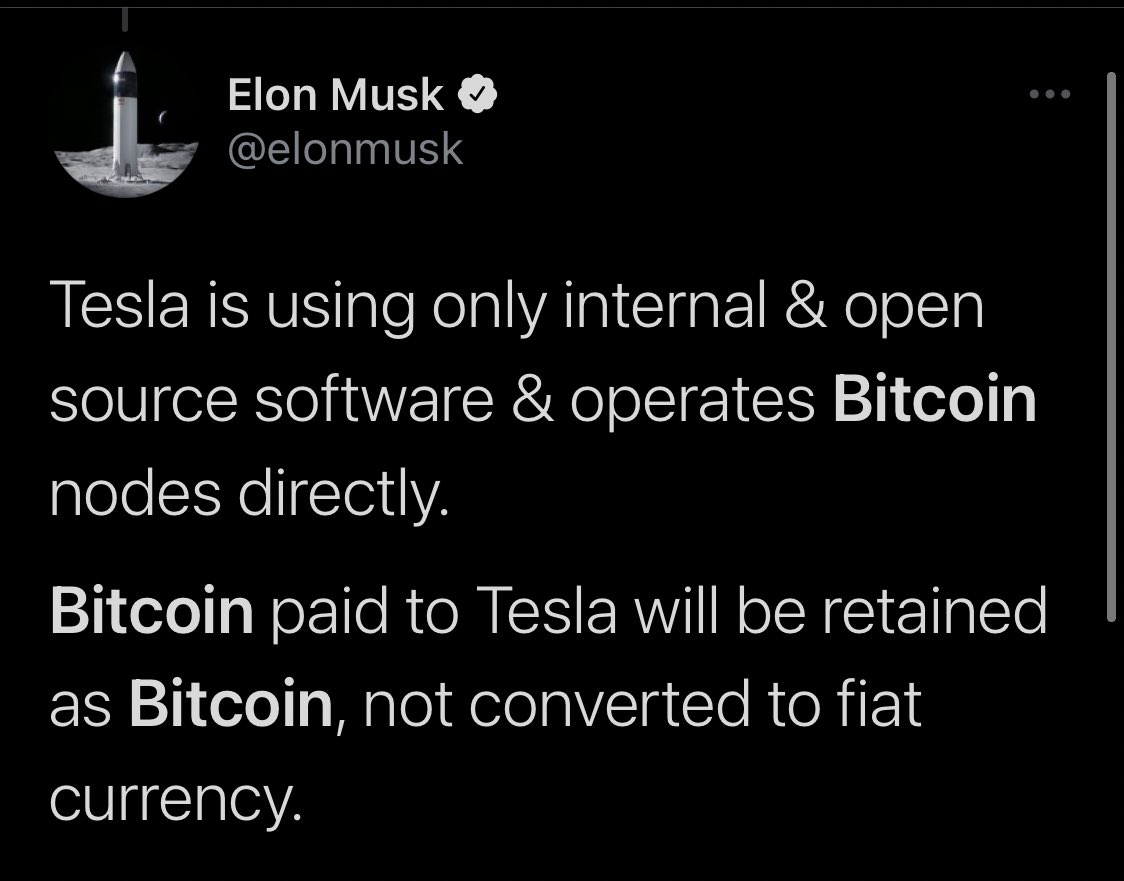 Elon Musk
@elonmusk
Tesla is using only internal & open
source software & operates Bitcoin
nodes directly.
Bitcoin paid to Tesla will be retained
as Bitcoin, not converted to fiat
currency.